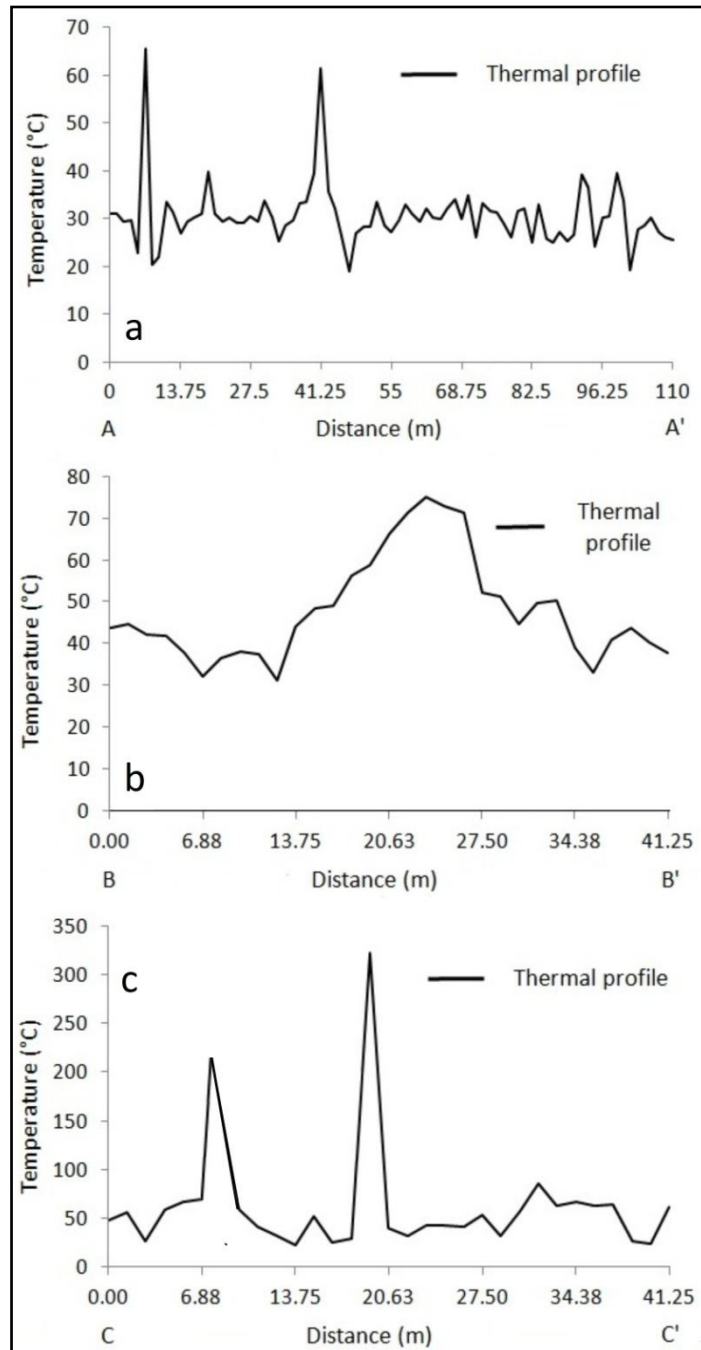 70
60
50
40
30
20
10
0
Temperature (°C)
Thermal profile
a
0 13.75 27.5 41.25 55 68.75 82.5 96.25 110
A Distance (m) A'
80
70
60
50
40
30
20
10
0
Temperature (°C)
Thermal
profile
b
0.00 6.88 13.75 20.63 27.50 34.38 41.25
B Distance (m) B'
350
300
250
200
150
100
50
0
Temperature (°C)
c
Thermal profile
0.00 6.88 13.75 20.63 27.50 34.38 41.25
C Distance (m) C'